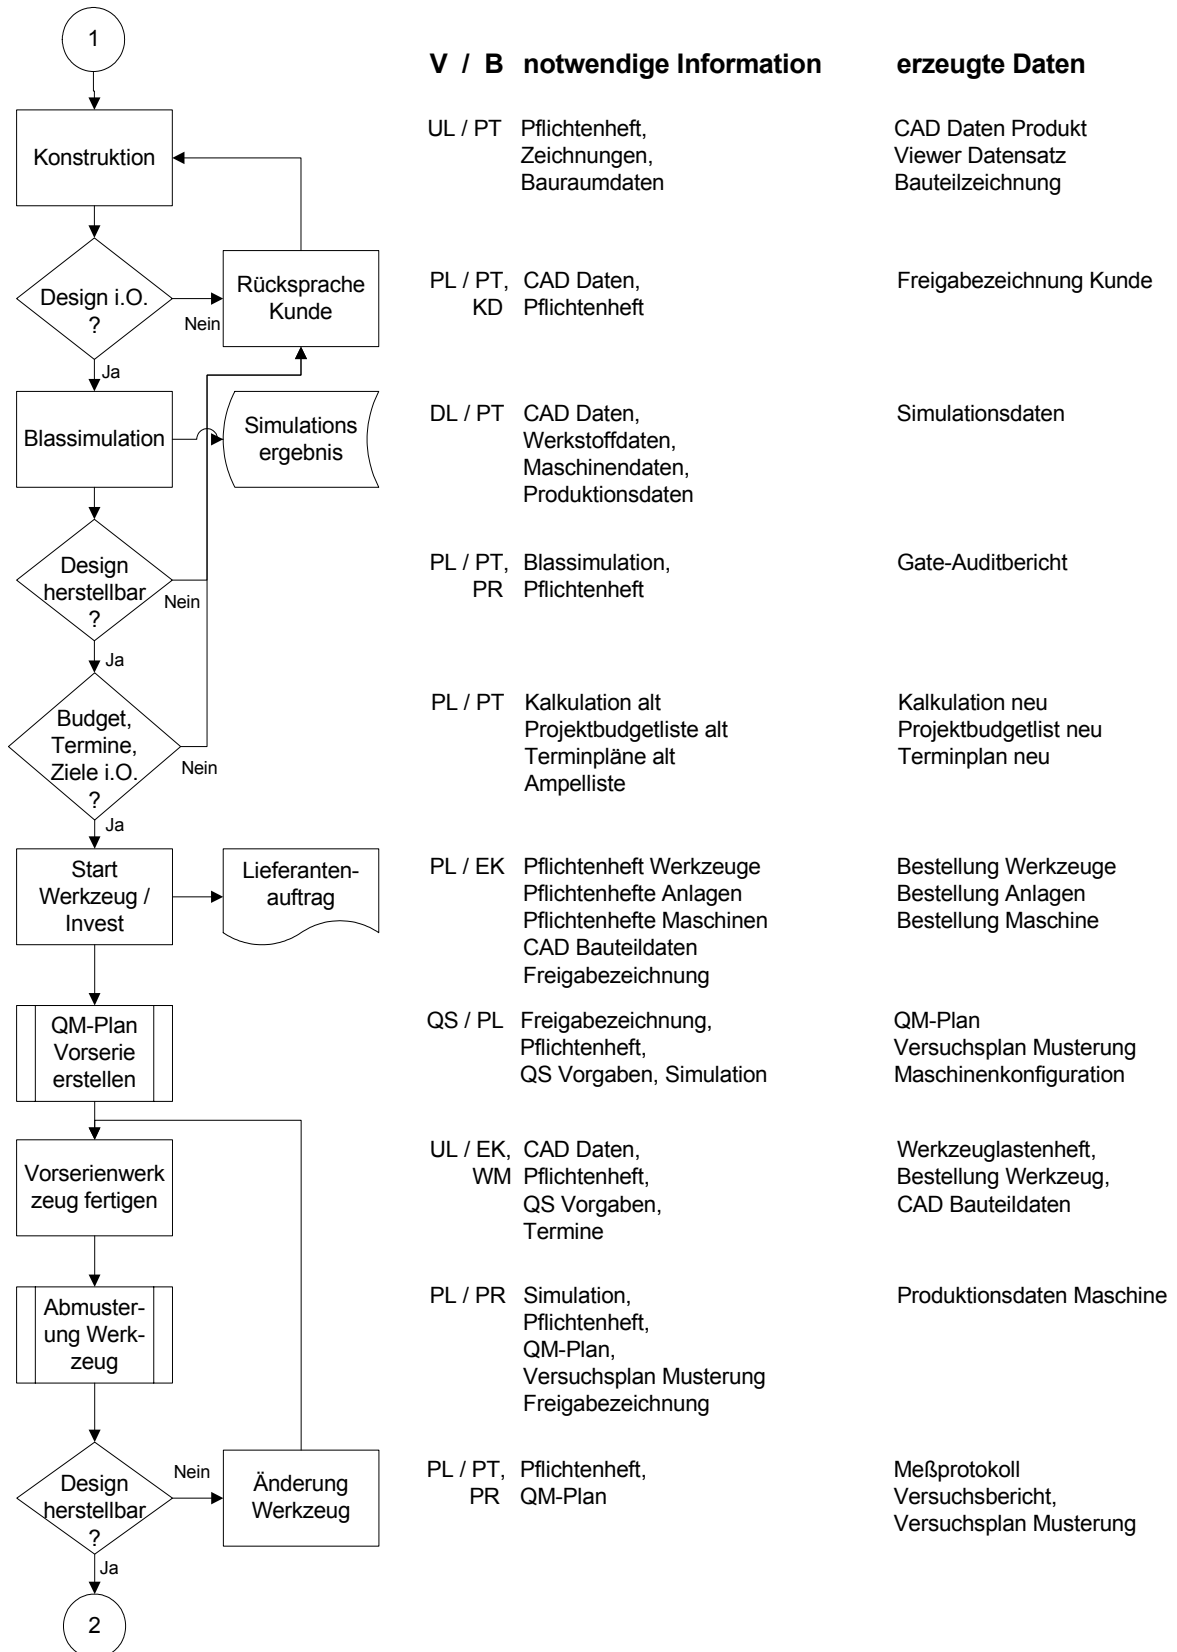 1
V / B notwendige Information erzeugte Daten
Konstruktion
UL / PT Pflichtenheft, CAD Daten Produkt
Zeichnungen, Viewer Datensatz
Bauraumdaten Bauteilzeichnung
Design i.O.
?
Nein
Rücksprache
Kunde
PL / PT, CAD Daten, Freigabezeichnung Kunde
KD Pflichtenheft
Ja
Blassimulation
Simulations
ergebnis
DL / PT CAD Daten, Simulationsdaten
Werkstoffdaten,
Maschinendaten,
Produktionsdaten
Design
herstellbar
?
Nein
PL / PT, Blassimulation, Gate-Auditbericht
PR Pflichtenheft
Ja
Budget,
Termine,
Ziele i.O.
?
Nein
PL / PT Kalkulation alt Kalkulation neu
Projektbudgetliste alt Projektbudgetlist neu
Terminpläne alt Terminplan neu
Ampelliste
Ja
Start
Werkzeug /
Invest
Lieferanten-
auftrag
PL / EK Pflichtenheft Werkzeuge Bestellung Werkzeuge
Pflichtenhefte Anlagen Bestellung Anlagen
Pflichtenhefte Maschinen Bestellung Maschine
CAD Bauteildaten
Freigabezeichnung
QM-Plan
Vorserie
erstellen
QS / PL Freigabezeichnung, QM-Plan
Pflichtenheft, Versuchsplan Musterung
QS Vorgaben, Simulation Maschinenkonfiguration
Vorserienwerk
zeug fertigen
UL / EK, CAD Daten, Werkzeuglastenheft,
WM Pflichtenheft, Bestellung Werkzeug,
QS Vorgaben, CAD Bauteildaten
Termine
Abmuster-
ung Werk-
zeug
PL / PR Simulation, Produktionsdaten Maschine
Pflichtenheft,
QM-Plan,
Versuchsplan Musterung
Freigabezeichnung
Design
herstellbar
?
Nein
Änderung
Werkzeug
PL / PT, Pflichtenheft, Meßprotokoll
PR QM-Plan Versuchsbericht,
Versuchsplan Musterung
Ja
2